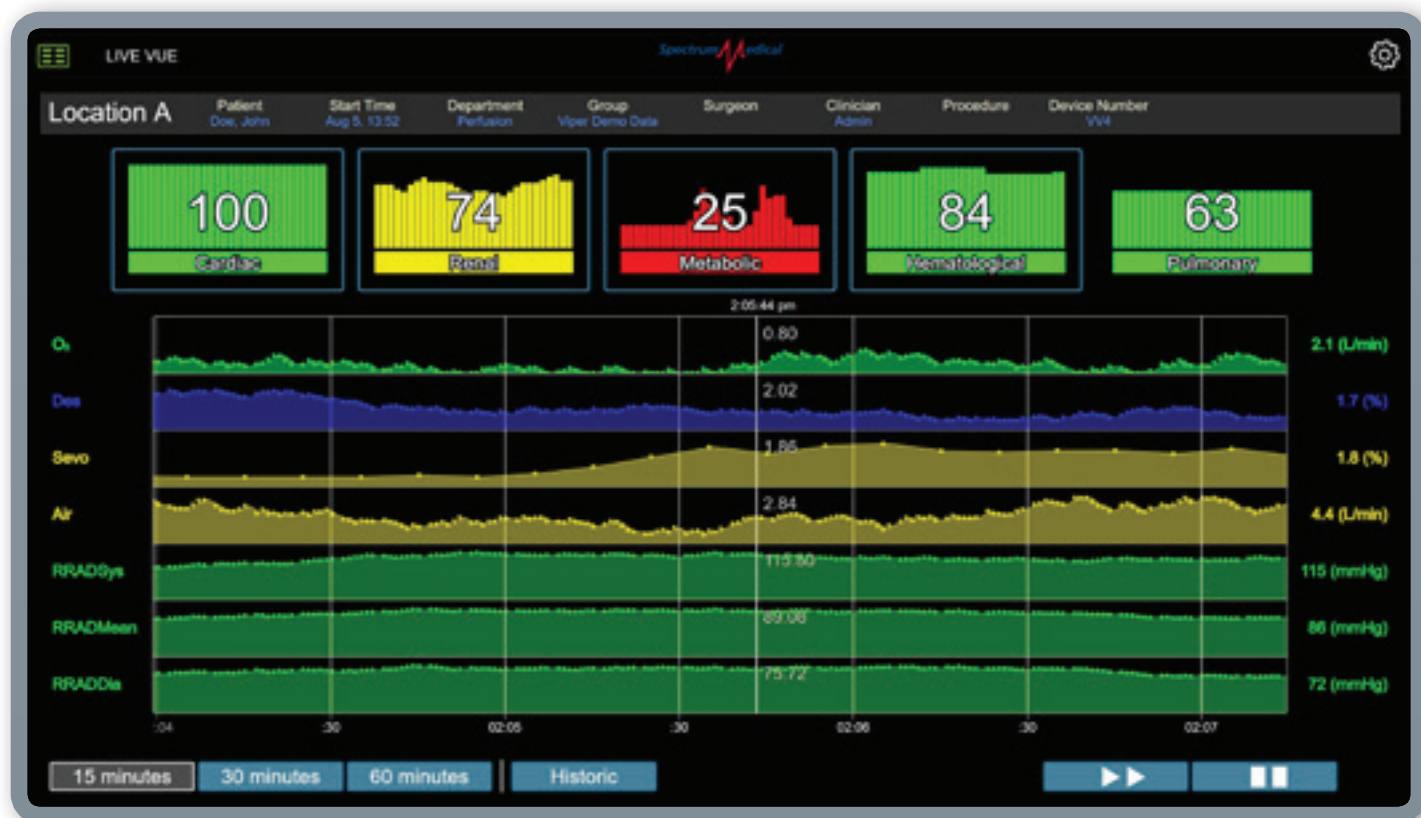 LIVE VUE
Spectrum Medical
Location A Patient Start Time Department Group Surgeon Clinician Procedure Device Number
Doe, John Aug 5, 13:52 Perfusion Viper Demo Data Admin VV4
100 74 25 84 63
Cardiac Renal Metabolic Hematological Pulmonary
2:05:44 pm
O₂ 0.80 2.1 (L/min)
Des 2.02 1.7 (%)
Sevo 1.86 1.8 (%)
Air 2.84 4.4 (L/min)
RRADSys 115.80 115 (mmHg)
RRADMean 89.08 86 (mmHg)
RRADDia 75.72 72 (mmHg)
:04 :30 02:05 :30 02:06 :30 02:07
15 minutes 30 minutes 60 minutes Historic